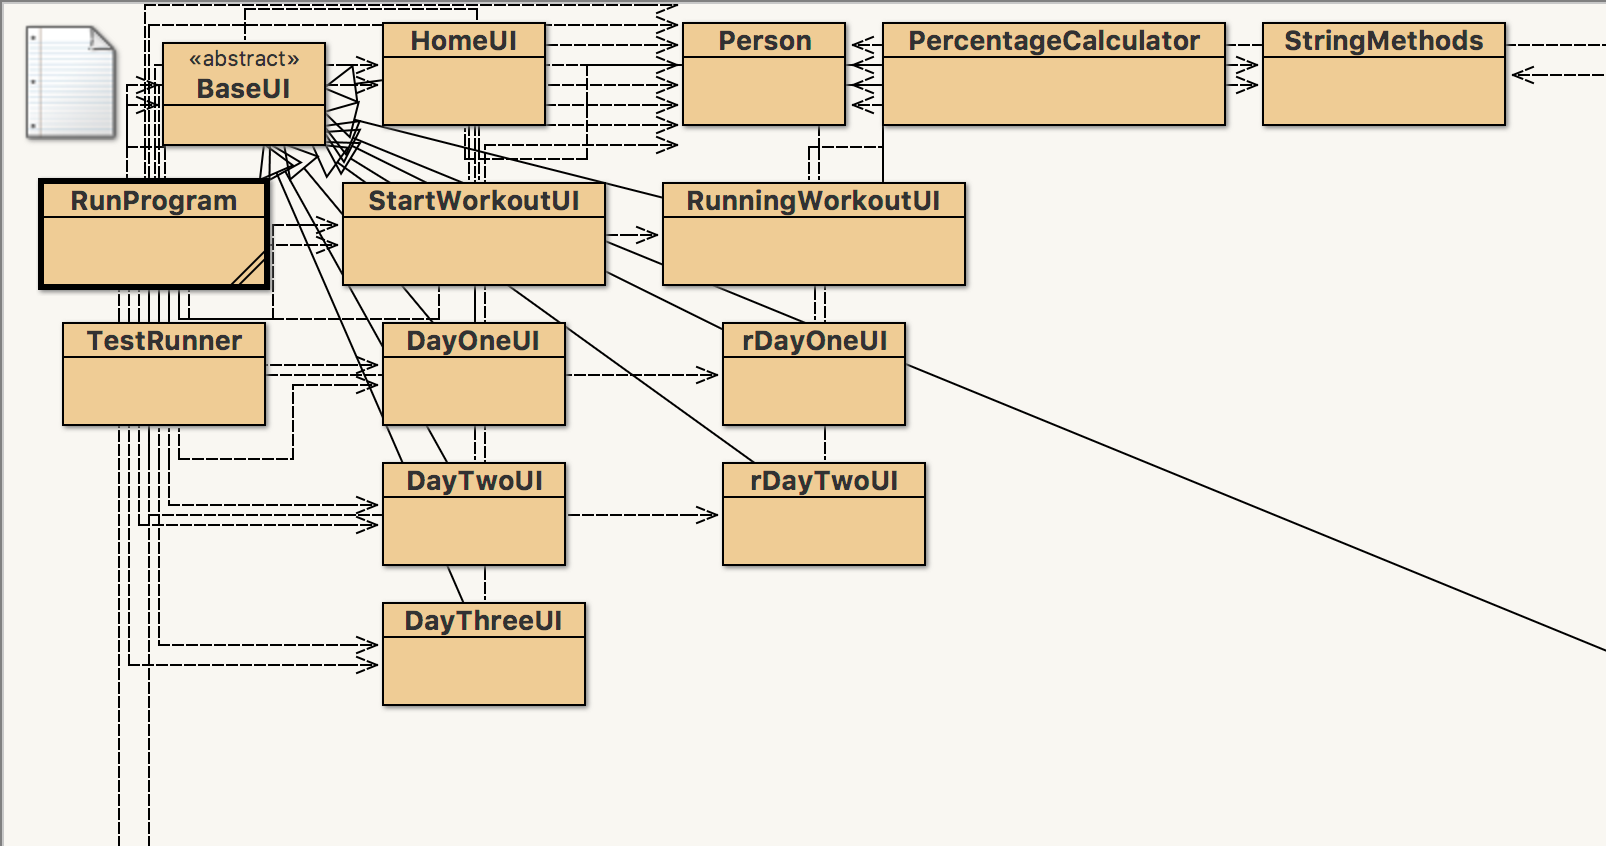 «abstract»
BaseUI
HomeUI
Person
PercentageCalculator
StringMethods
RunProgram
StartWorkoutUI
RunningWorkoutUI
TestRunner
DayOneUI
rDayOneUI
DayTwoUI
rDayTwoUI
DayThreeUI